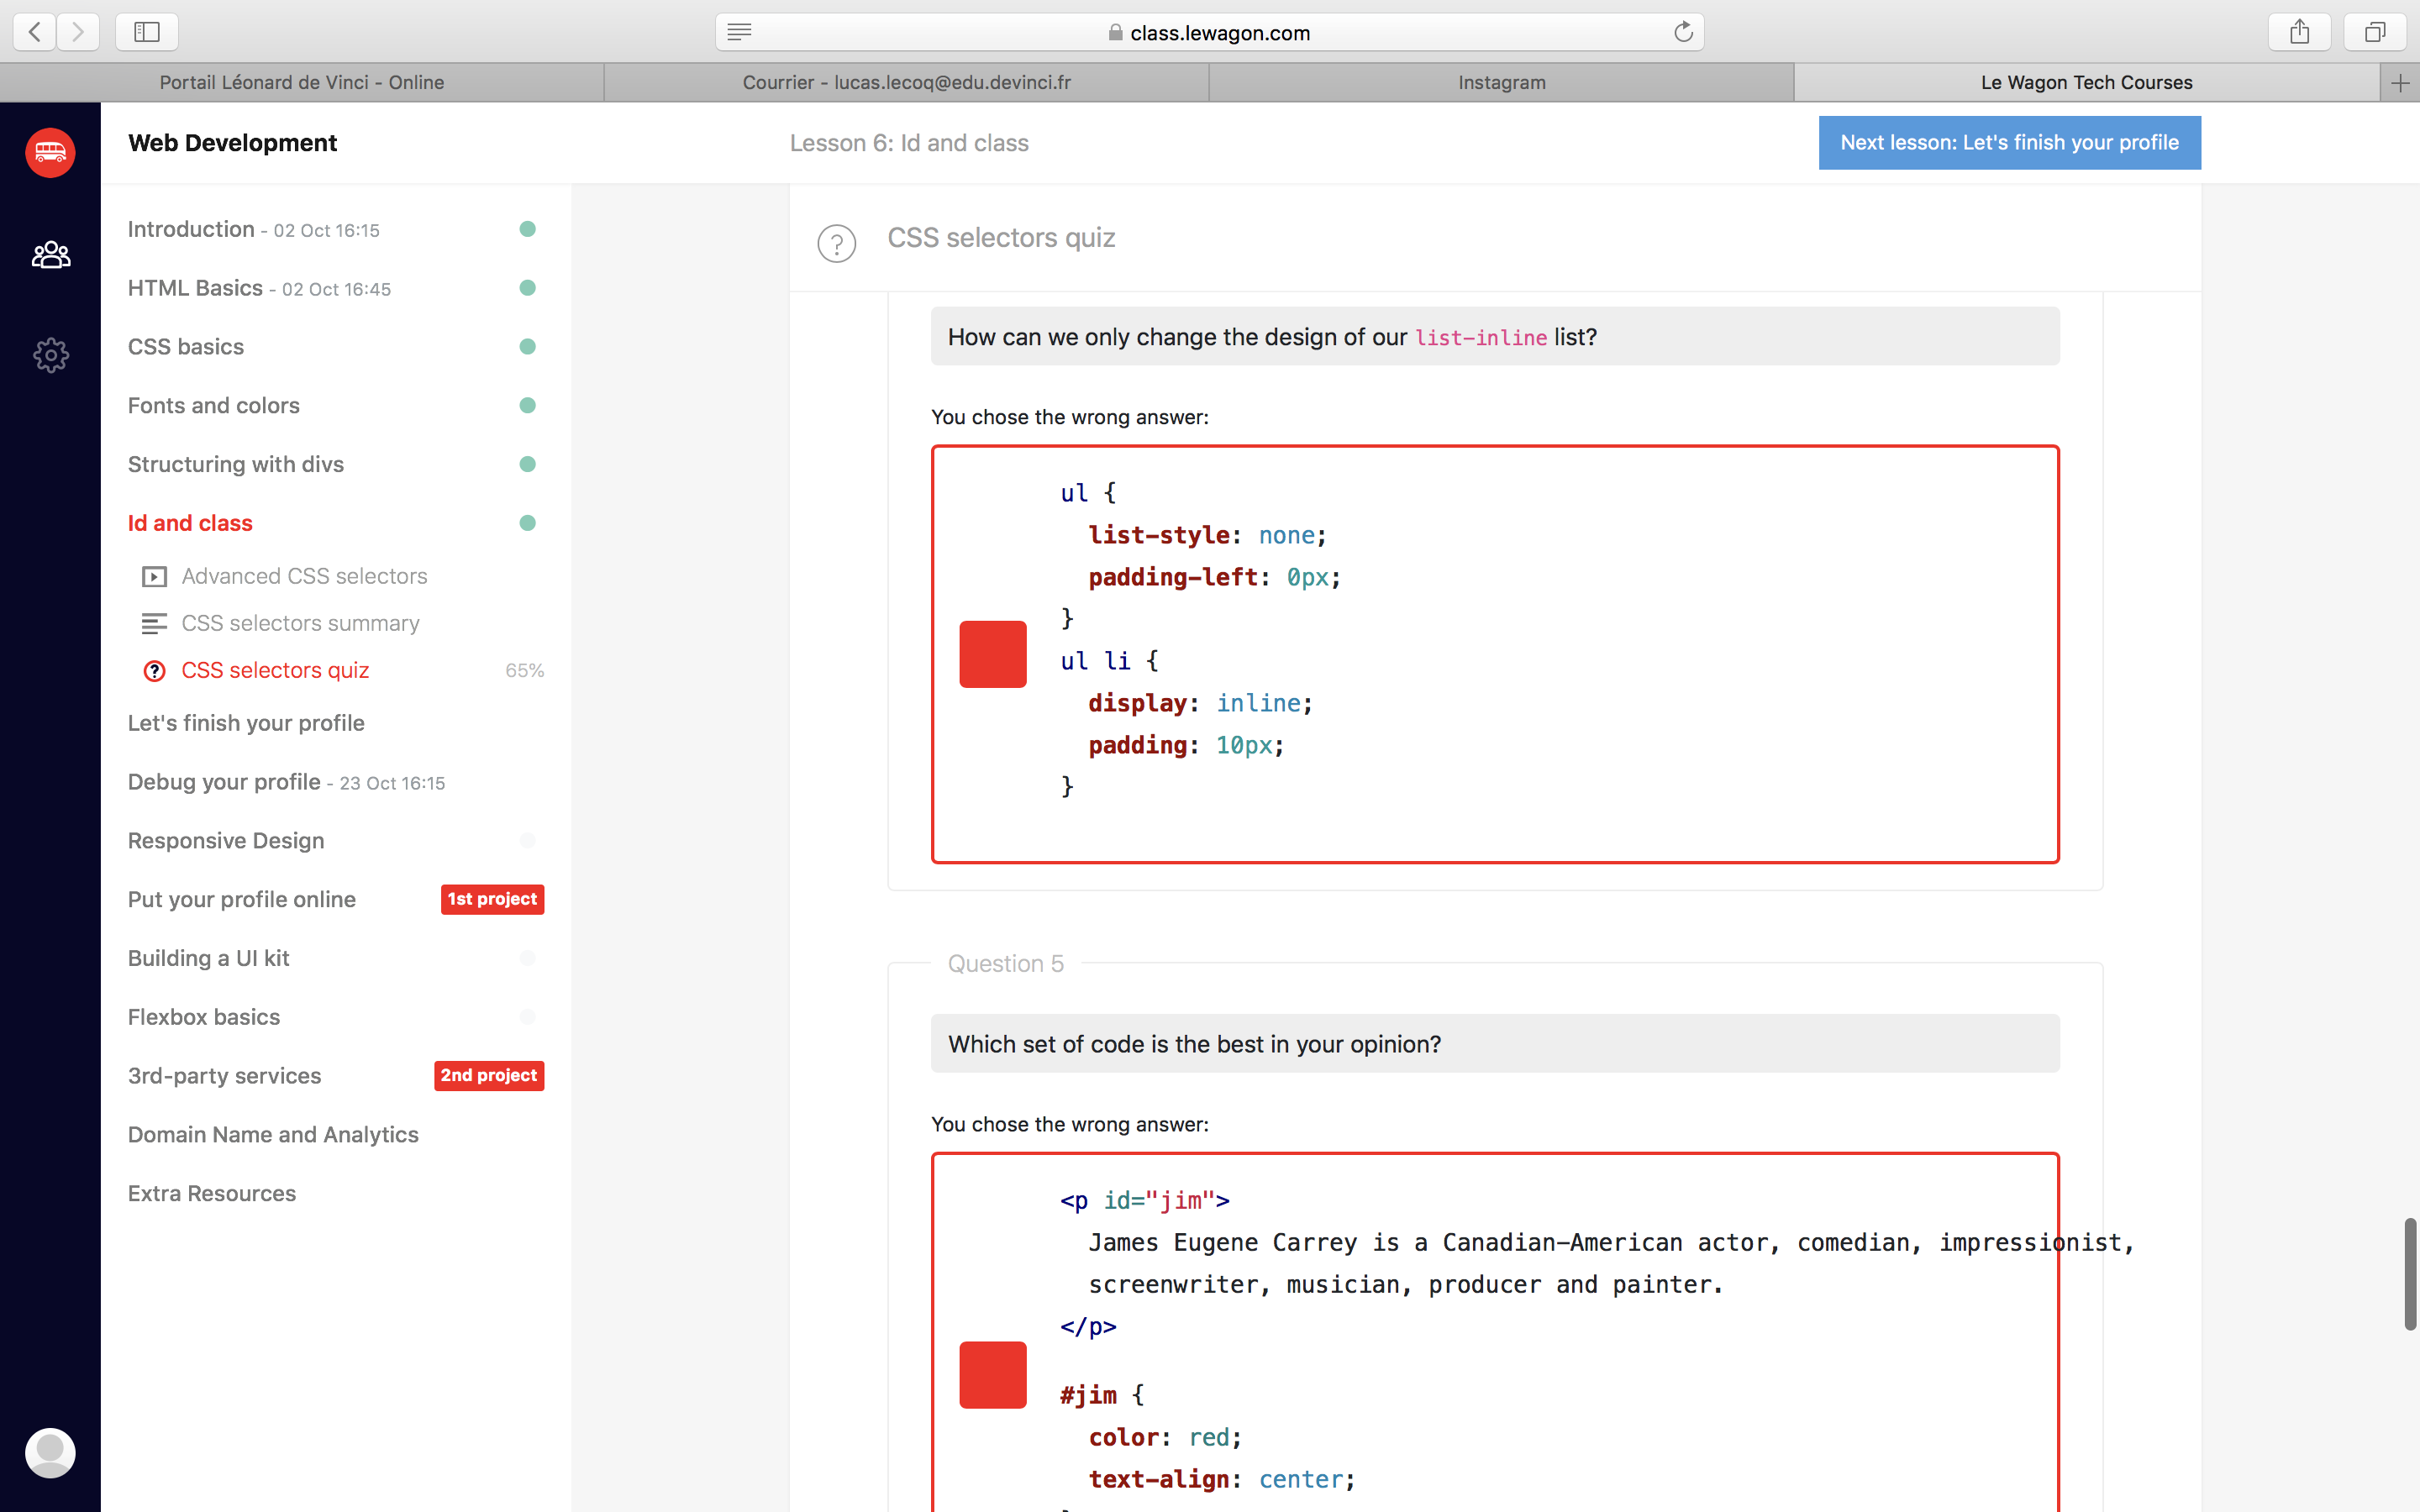 class.lewagon.com
Portail Léonard de Vinci - Online
Courrier - lucas.lecoq@edu.devinci.fr
Instagram
Le Wagon Tech Courses
Web Development
Lesson 6: Id and class
Next lesson: Let's finish your profile
Introduction - 02 Oct 16:15
HTML Basics - 02 Oct 16:45
CSS basics
Fonts and colors
Structuring with divs
Id and class
Advanced CSS selectors
CSS selectors summary
CSS selectors quiz 65%
Let's finish your profile
Debug your profile - 23 Oct 16:15
Responsive Design
Put your profile online 1st project
Building a UI kit
Flexbox basics
3rd-party services 2nd project
Domain Name and Analytics
Extra Resources
? CSS selectors quiz
How can we only change the design of our list-inline list?
You chose the wrong answer:
ul {
  list-style: none;
  padding-left: 0px;
}
ul li {
  display: inline;
  padding: 10px;
}
Question 5
Which set of code is the best in your opinion?
You chose the wrong answer:
<p id="jim">
  James Eugene Carrey is a Canadian-American actor, comedian, impressionist,
  screenwriter, musician, producer and painter.
</p>
#jim {
  color: red;
  text-align: center;